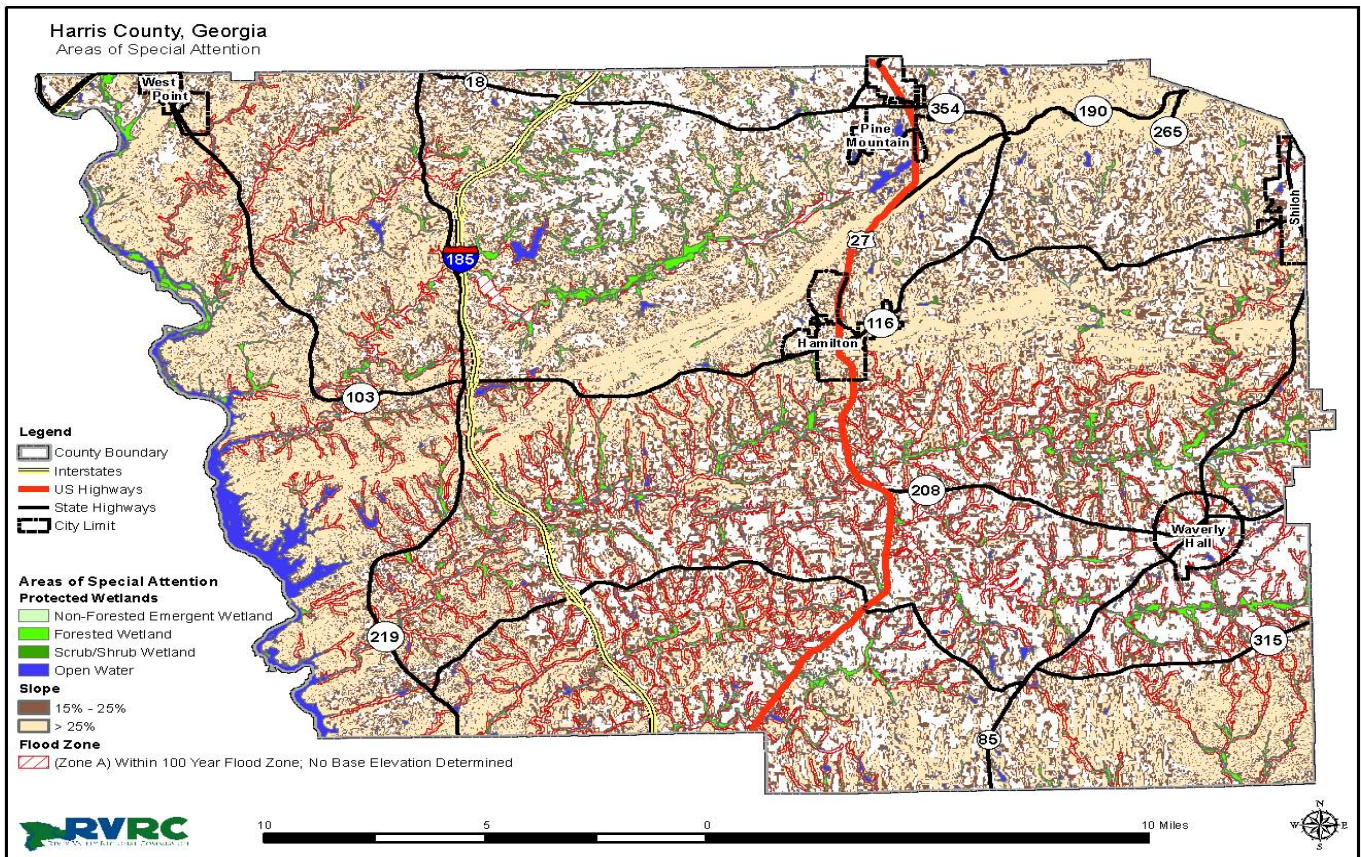 Harris County, Georgia
Areas of Special Attention
West
Point
18
354
190
265
Pine
Mountain
Shiloh
185
27
116
Hamilton
103
208
Waverly
Hall
219
315
85
Legend
County Boundary
Interstates
US Highways
State Highways
City Limit
Areas of Special Attention
Protected Wetlands
Non-Forested Emergent Wetland
Forested Wetland
Scrub/Shrub Wetland
Open Water
Slope
15% - 25%
> 25%
Flood Zone
(Zone A) Within 100 Year Flood Zone; No Base Elevation Determined
RVRC
River Valley Regional Commission
10 5 0 10 Miles
N
W E
S